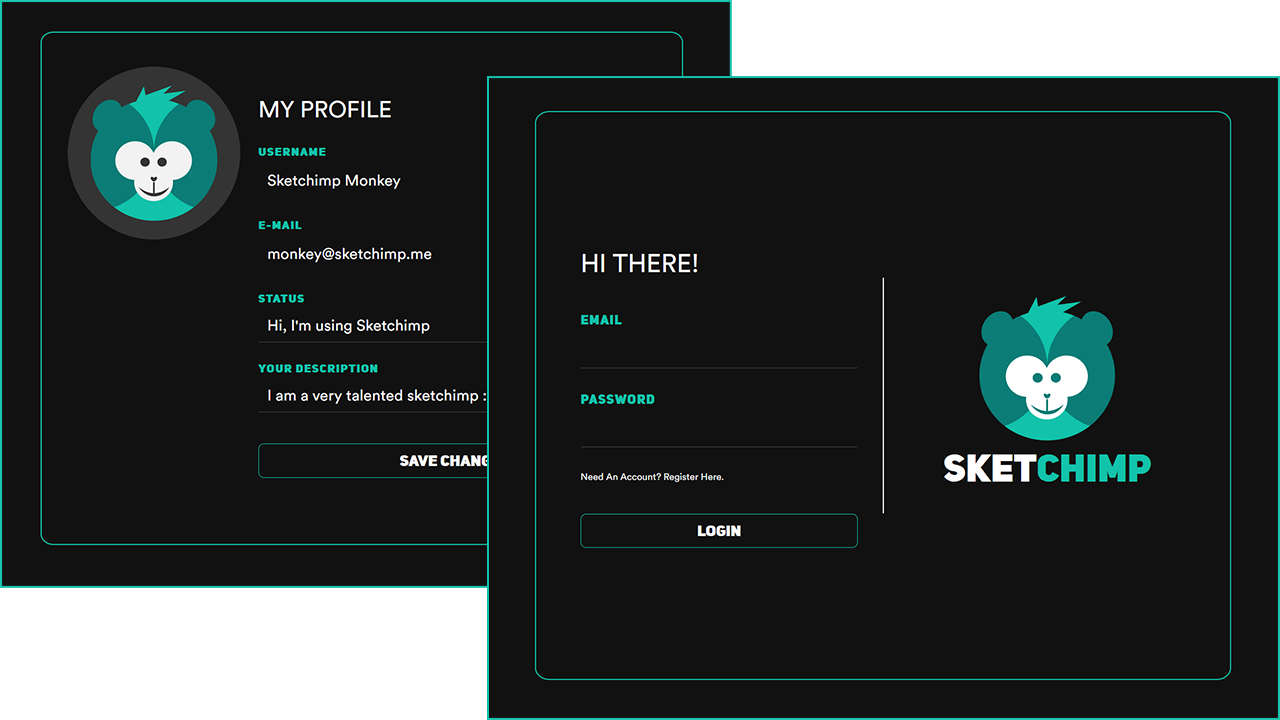 MY PROFILE
USERNAME
Sketchimp Monkey
E-MAIL
monkey@sketchimp.me
STATUS
Hi, I'm using Sketchimp
YOUR DESCRIPTION
I am a very talented sketchimp :
SAVE CHANG
HI THERE!
EMAIL
PASSWORD
Need An Account? Register Here.
LOGIN
SKETCHIMP